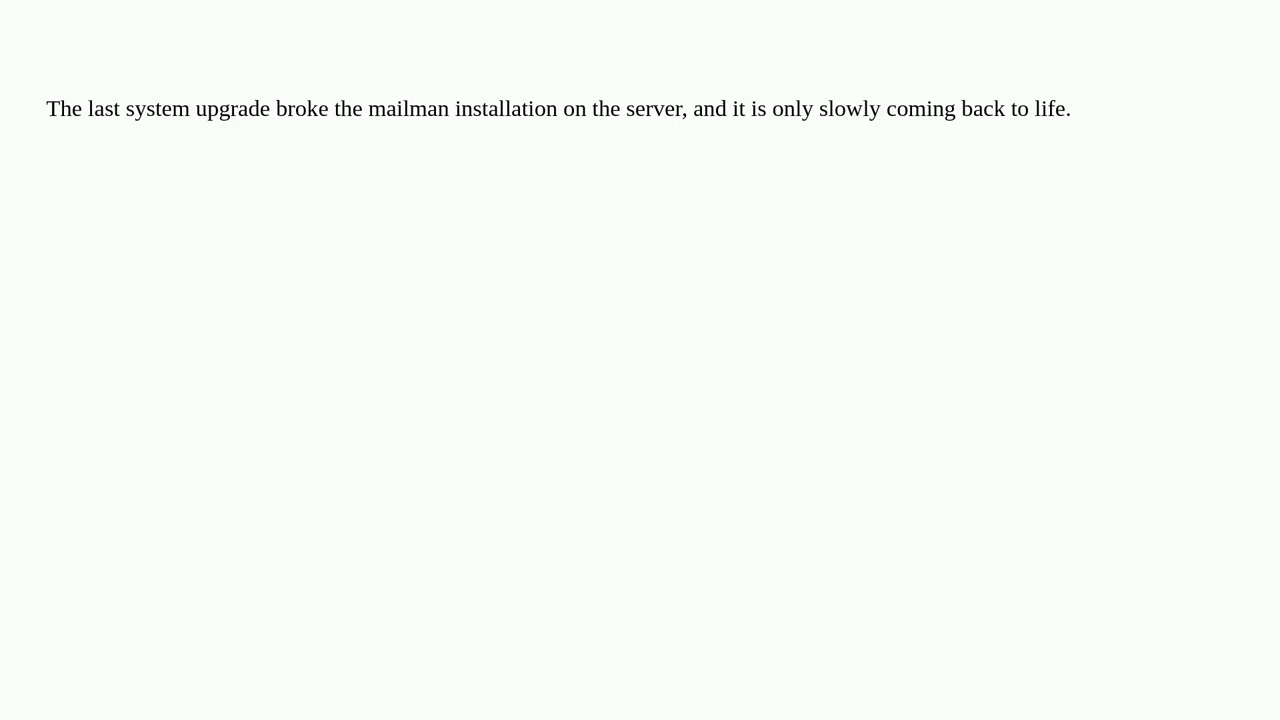 The last system upgrade broke the mailman installation on the server, and it is only slowly coming back to life.